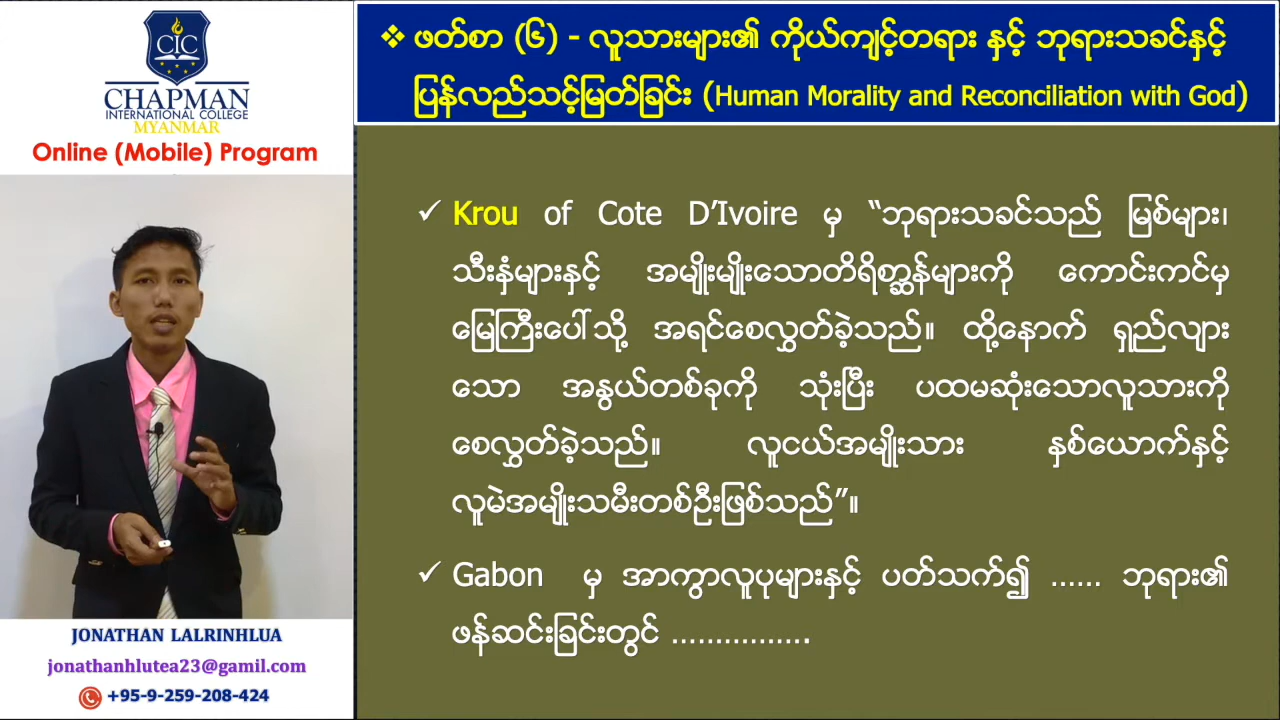 CIC
CHAPMAN
INTERNATIONAL COLLEGE
MYANMAR
Online (Mobile) Program
JONATHAN LALRINHLUA
jonathanhlutea23@gamil.com
+95-9-259-208-424
❖ ဖတ်စာ (၆) - လူသားများ၏ ကိုယ်ကျင့်တရား နှင့် ဘုရားသခင်နှင့်
ပြန်လည်သင့်မြတ်ခြင်း (Human Morality and Reconciliation with God)
✓ Krou of Cote D’Ivoire မှ “ဘုရားသခင်သည် မြစ်များ၊
သီးနှံများနှင့် အမျိုးမျိုးသောတိရိစာ္ဆန်များကို ကောင်းကင်မှ
မြေကြီးပေါ်သို့ အရင်စေလွှတ်ခဲ့သည်။ ထို့နောက် ရှည်လျား
သော အနွယ်တစ်ခုကို သုံးပြီး ပထမဆုံးသောလူသားကို
စေလွှတ်ခဲ့သည်။ လူငယ်အမျိုးသား နှစ်ယောက်နှင့်
လူမဲအမျိုးသမီးတစ်ဦးဖြစ်သည်”။
✓ Gabon မှ အာကွာလူပုများနှင့် ပတ်သက်၍ ...... ဘုရား၏
ဖန်ဆင်းခြင်းတွင် ................